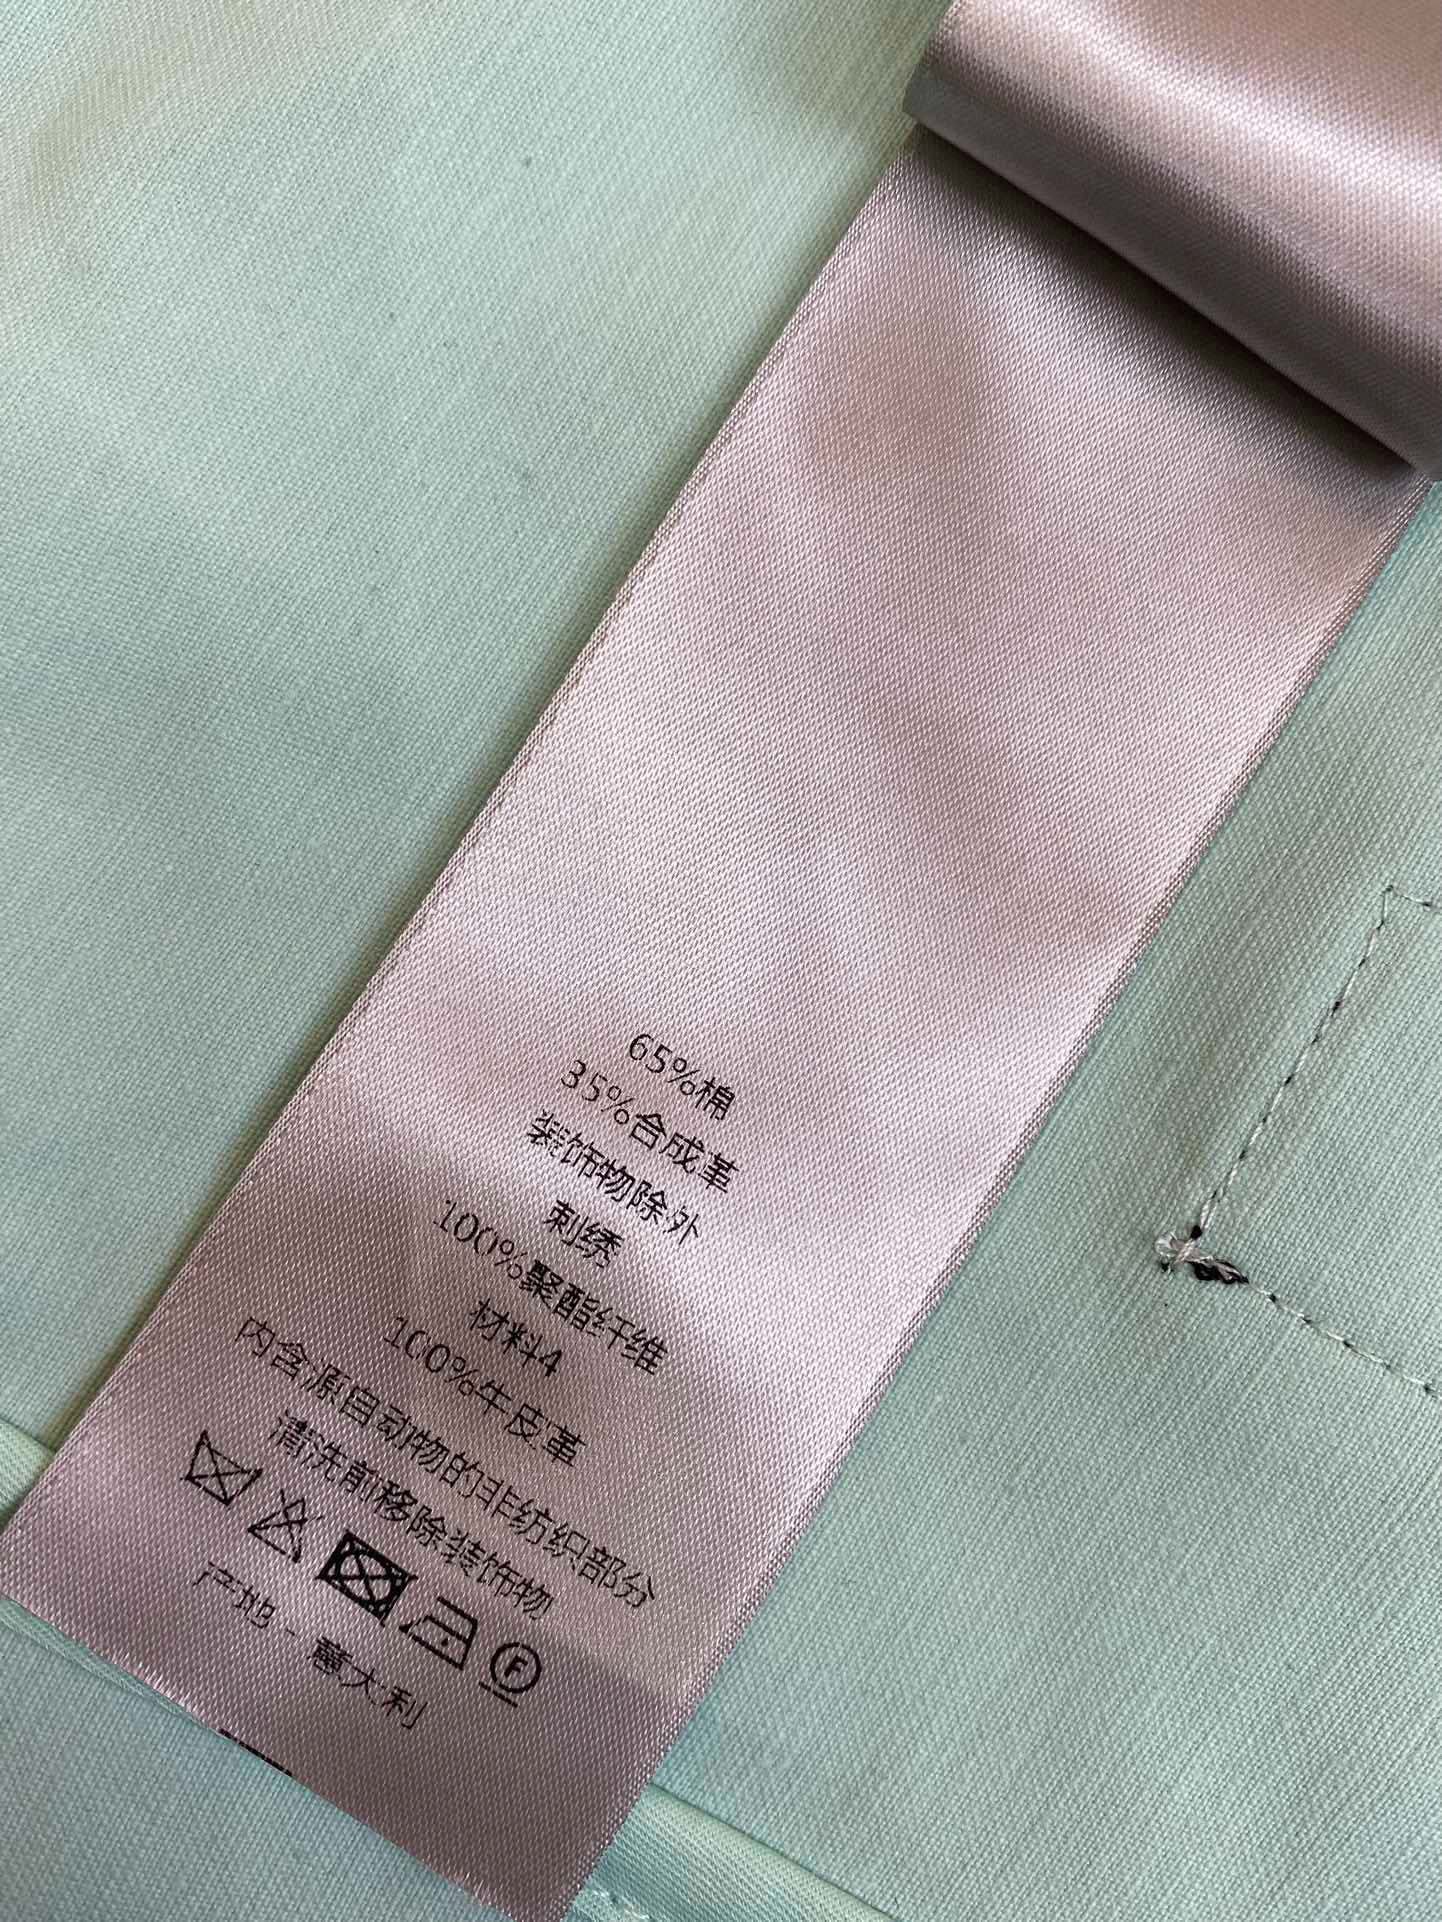 65%棉
35%合成革
装饰物除外
刺绣
100%聚酯纤维
材料4
100%牛皮革
内含源自动物的非纺织部分
清洗前移除装饰物
F
产地 - 意大利